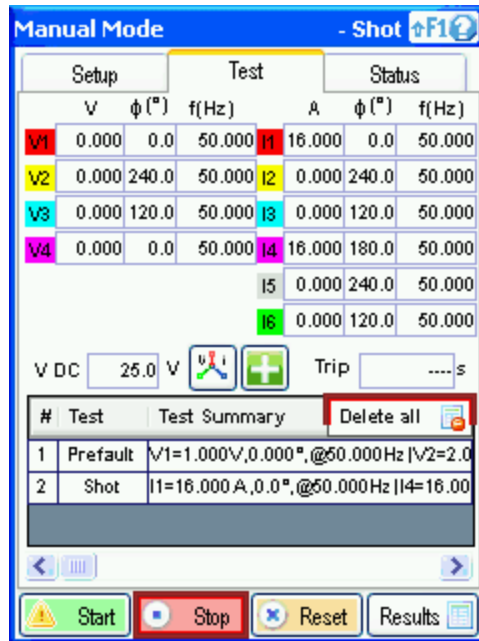 Manual Mode - Shot F1
Setup Test Status
V ϕ(°) f(Hz) A ϕ(°) f(Hz)
V1 0.000 0.0 50.000 I1 16.000 0.0 50.000
V2 0.000 240.0 50.000 I2 0.000 240.0 50.000
V3 0.000 120.0 50.000 I3 0.000 120.0 50.000
V4 0.000 0.0 50.000 I4 16.000 180.0 50.000
I5 0.000 240.0 50.000
I6 0.000 120.0 50.000
V DC 25.0 V Trip ----s
# Test Test Summary Delete all
1 Prefault V1=1.000V,0.000°,@50.000Hz|V2=2.0
2 Shot I1=16.000A,0.0°,@50.000Hz||I4=16.00
Start Stop Reset Results